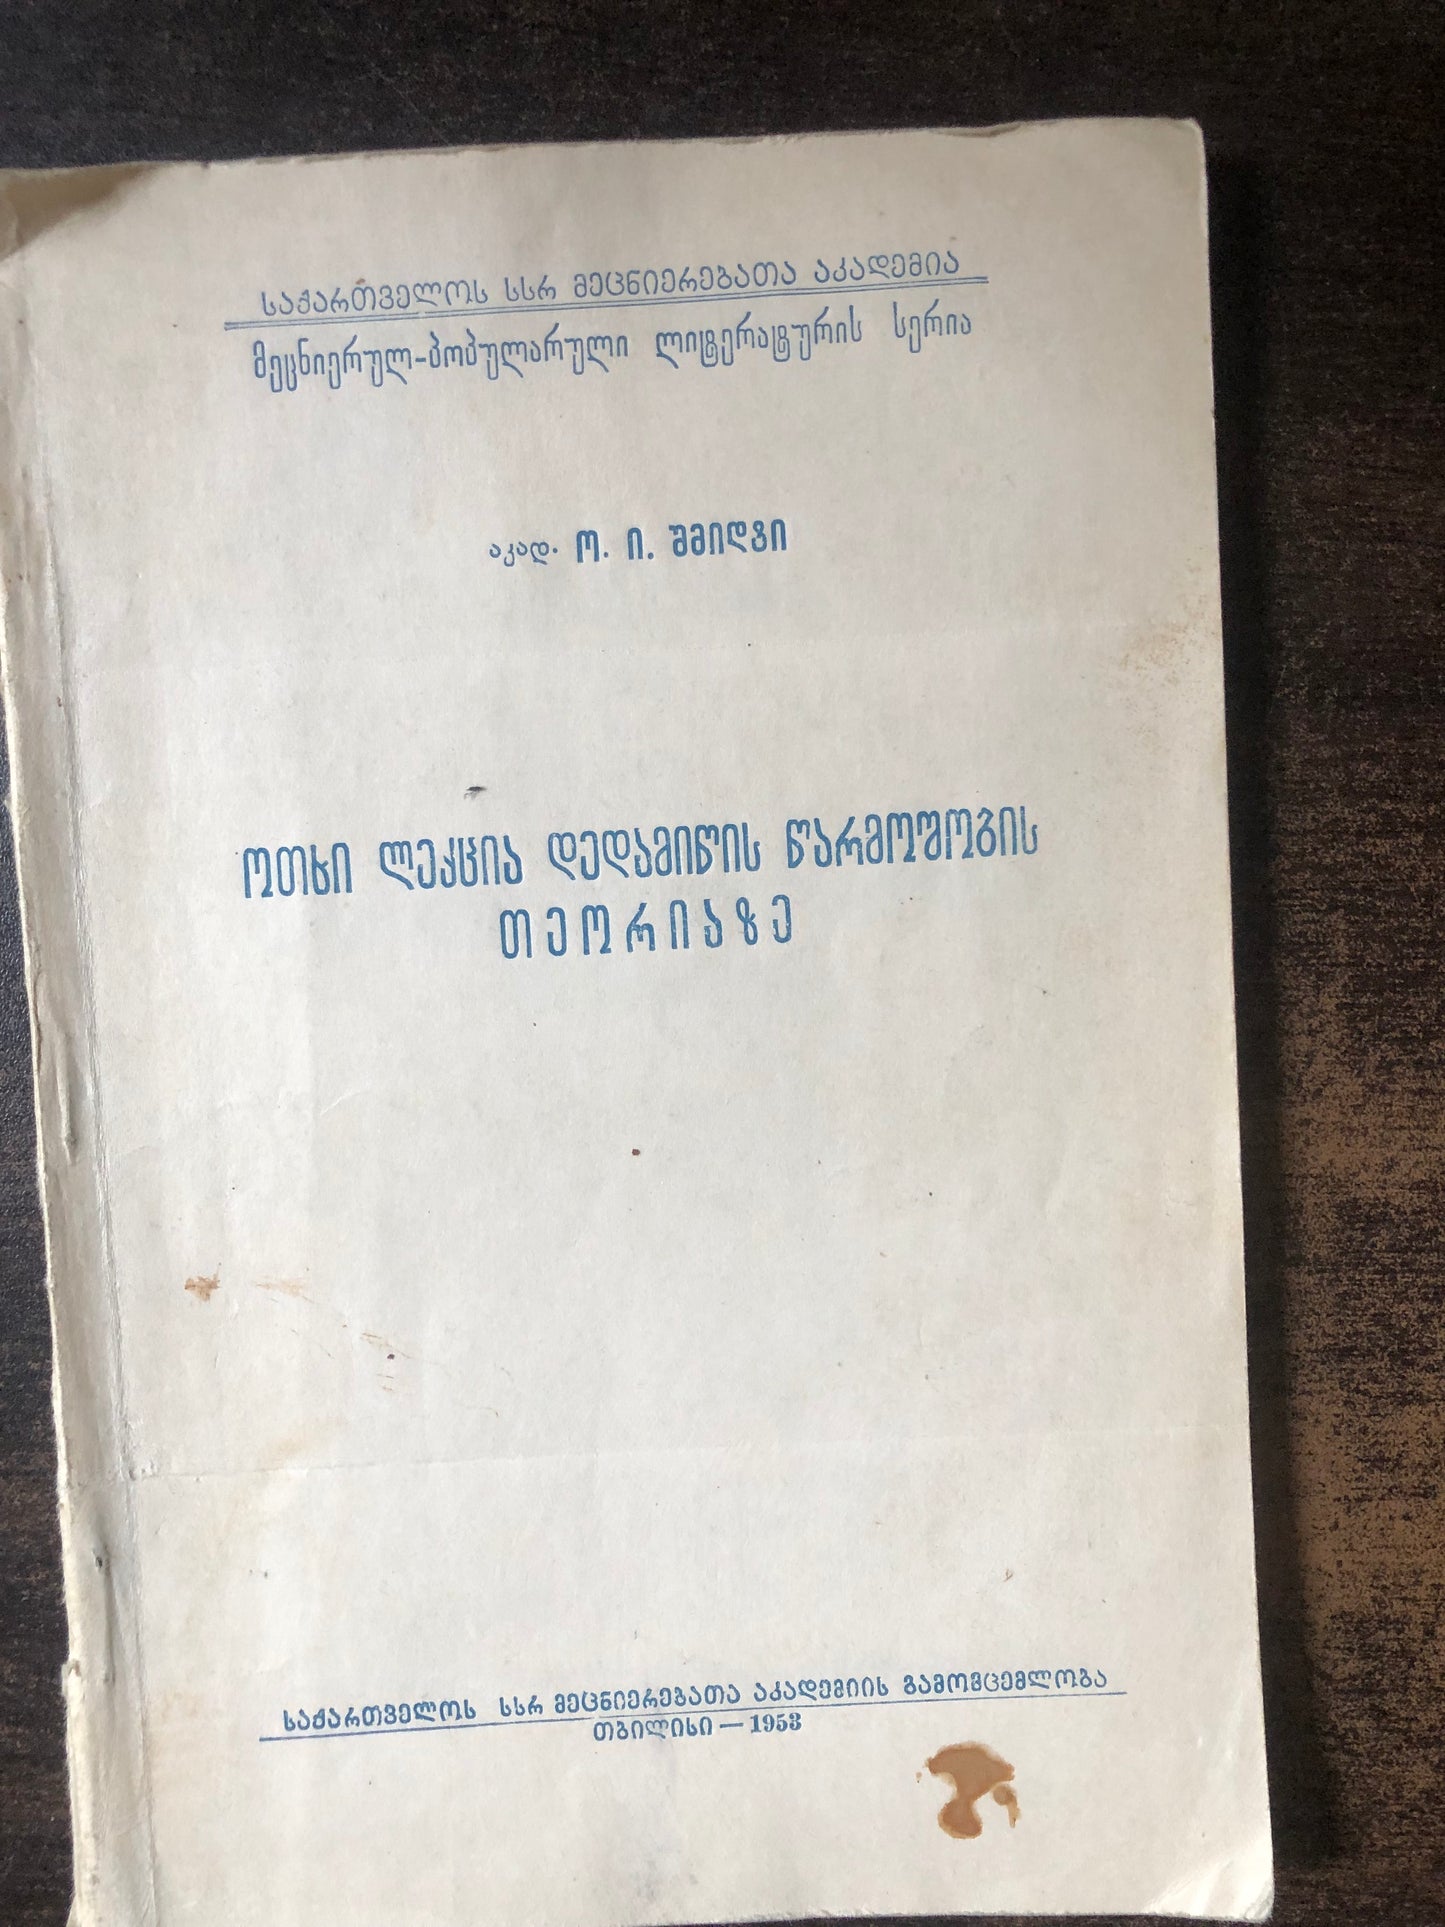 საქართველოს სსრ მეცნიერებათა აკადემია
მეცნიერულ-პოპულარული ლიტერატურის სერია
აკად. ო. ი. შმიდტი
ოთხი ლექცია დედამიწის წარმოშობის
თეორიაზე
საქართველოს სსრ მეცნიერებათა აკადემიის გამომცემლობა
თბილისი — 1953